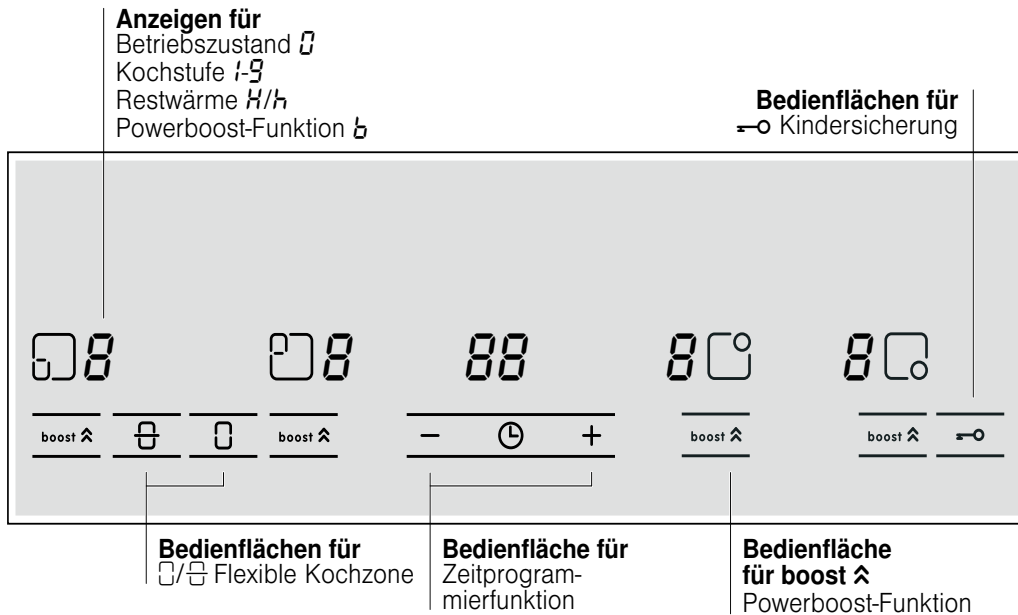 Anzeigen für
Betriebszustand 0
Kochstufe 1-9
Restwärme H/h
Powerboost-Funktion b
Bedienflächen für
Kindersicherung
8 8 88 8 8
boost boost − + boost boost
Bedienflächen für
/ Flexible Kochzone
Bedienfläche für
Zeitprogram-
mierfunktion
Bedienfläche
für boost
Powerboost-Funktion